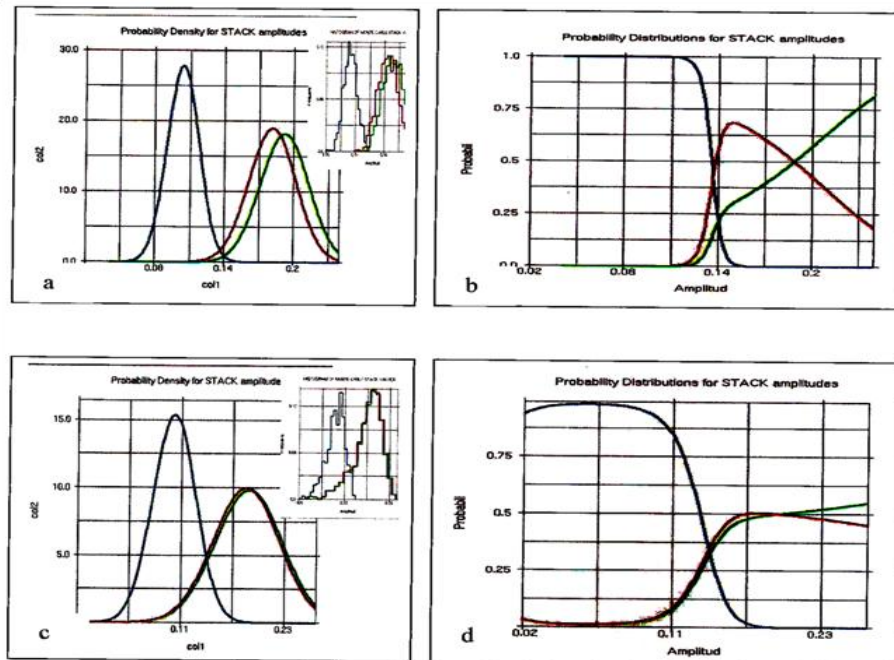 Probability Density for STACK amplitudes
30.0
20.0
10.0
0.0
col2
0.06
0.14
0.2
col1
a
Probability Distributions for STACK amplitudes
1.0
0.75
0.50
0.25
0.0
Probabil
0.02
0.08
0.14
0.2
Amplitud
b
Probability Density for STACK amplitude
15.0
10.0
5.0
col2
0.11
0.23
col1
c
Probability Distributions for STACK amplitudes
0.75
0.50
0.25
Probabil
0.02
0.11
0.23
Amplitud
d